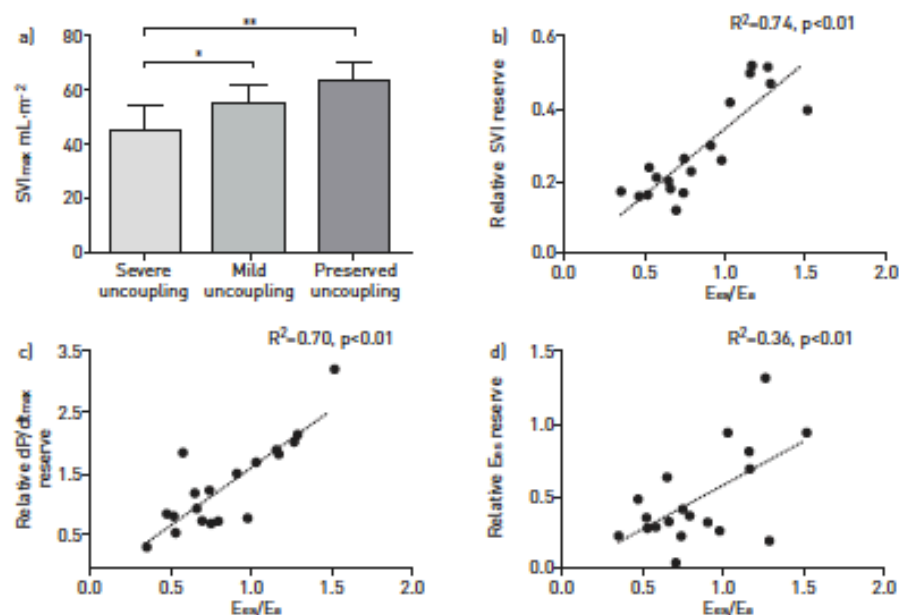 a)
**
*
SVImax mL·m-2
80
60
40
20
0
Severe uncoupling
Mild uncoupling
Preserved uncoupling
b)
R2=0.74, p<0.01
Relative SVI reserve
0.6
0.4
0.2
0.0
0.0 0.5 1.0 1.5 2.0
Ees/Ea
c)
R2=0.70, p<0.01
Relative dP/dtmax
reserve
3.5
2.5
1.5
0.5
0.0 0.5 1.0 1.5 2.0
Ees/Ea
d)
R2=0.36, p<0.01
Relative Ees reserve
1.5
1.0
0.5
0.0
0.0 0.5 1.0 1.5 2.0
Ees/Ea